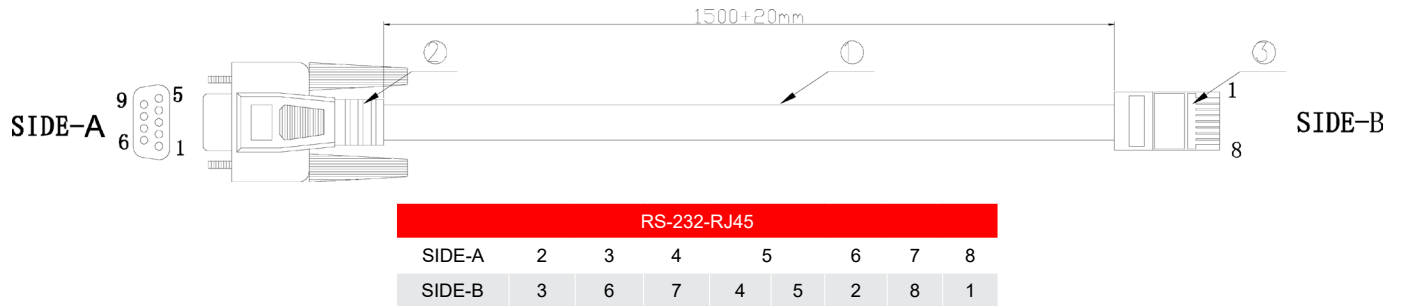 1500+20mm
② ① ③
9 5
SIDE-A
6 1
1
SIDE-B
8
RS-232-RJ45
SIDE-A 2 3 4 5 6 7 8
SIDE-B 3 6 7 4 5 2 8 1